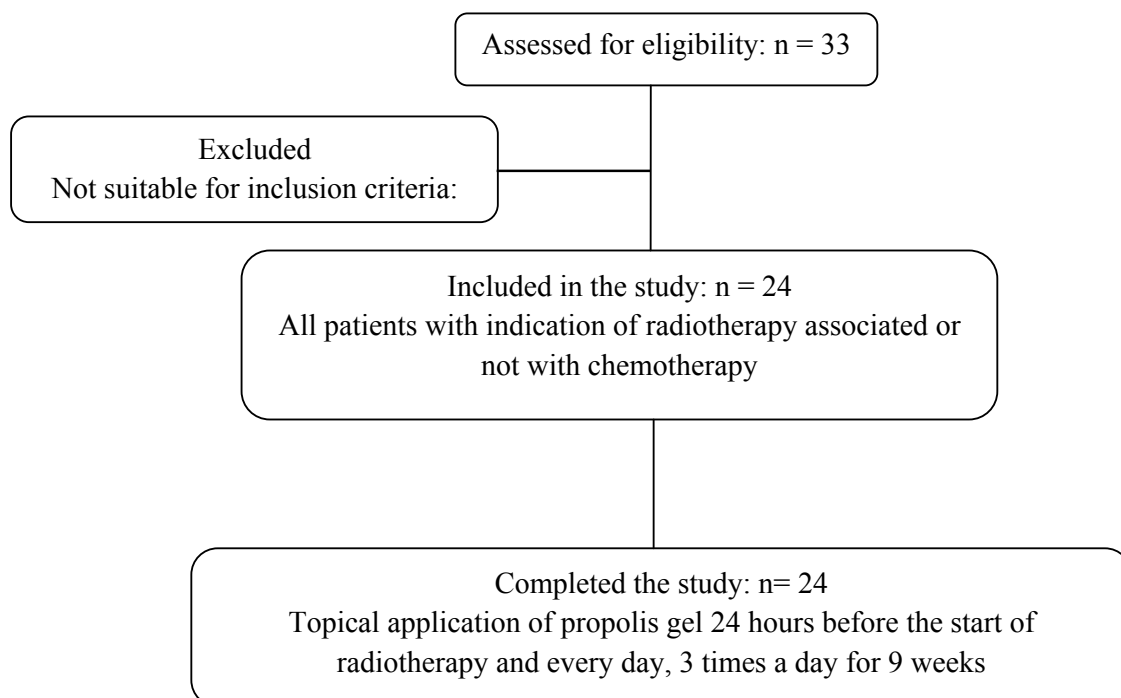 Assessed for eligibility: n = 33
Excluded
Not suitable for inclusion criteria:
Included in the study: n = 24
All patients with indication of radiotherapy associated or
not with chemotherapy
Completed the study: n= 24
Topical application of propolis gel 24 hours before the start of
radiotherapy and every day, 3 times a day for 9 weeks